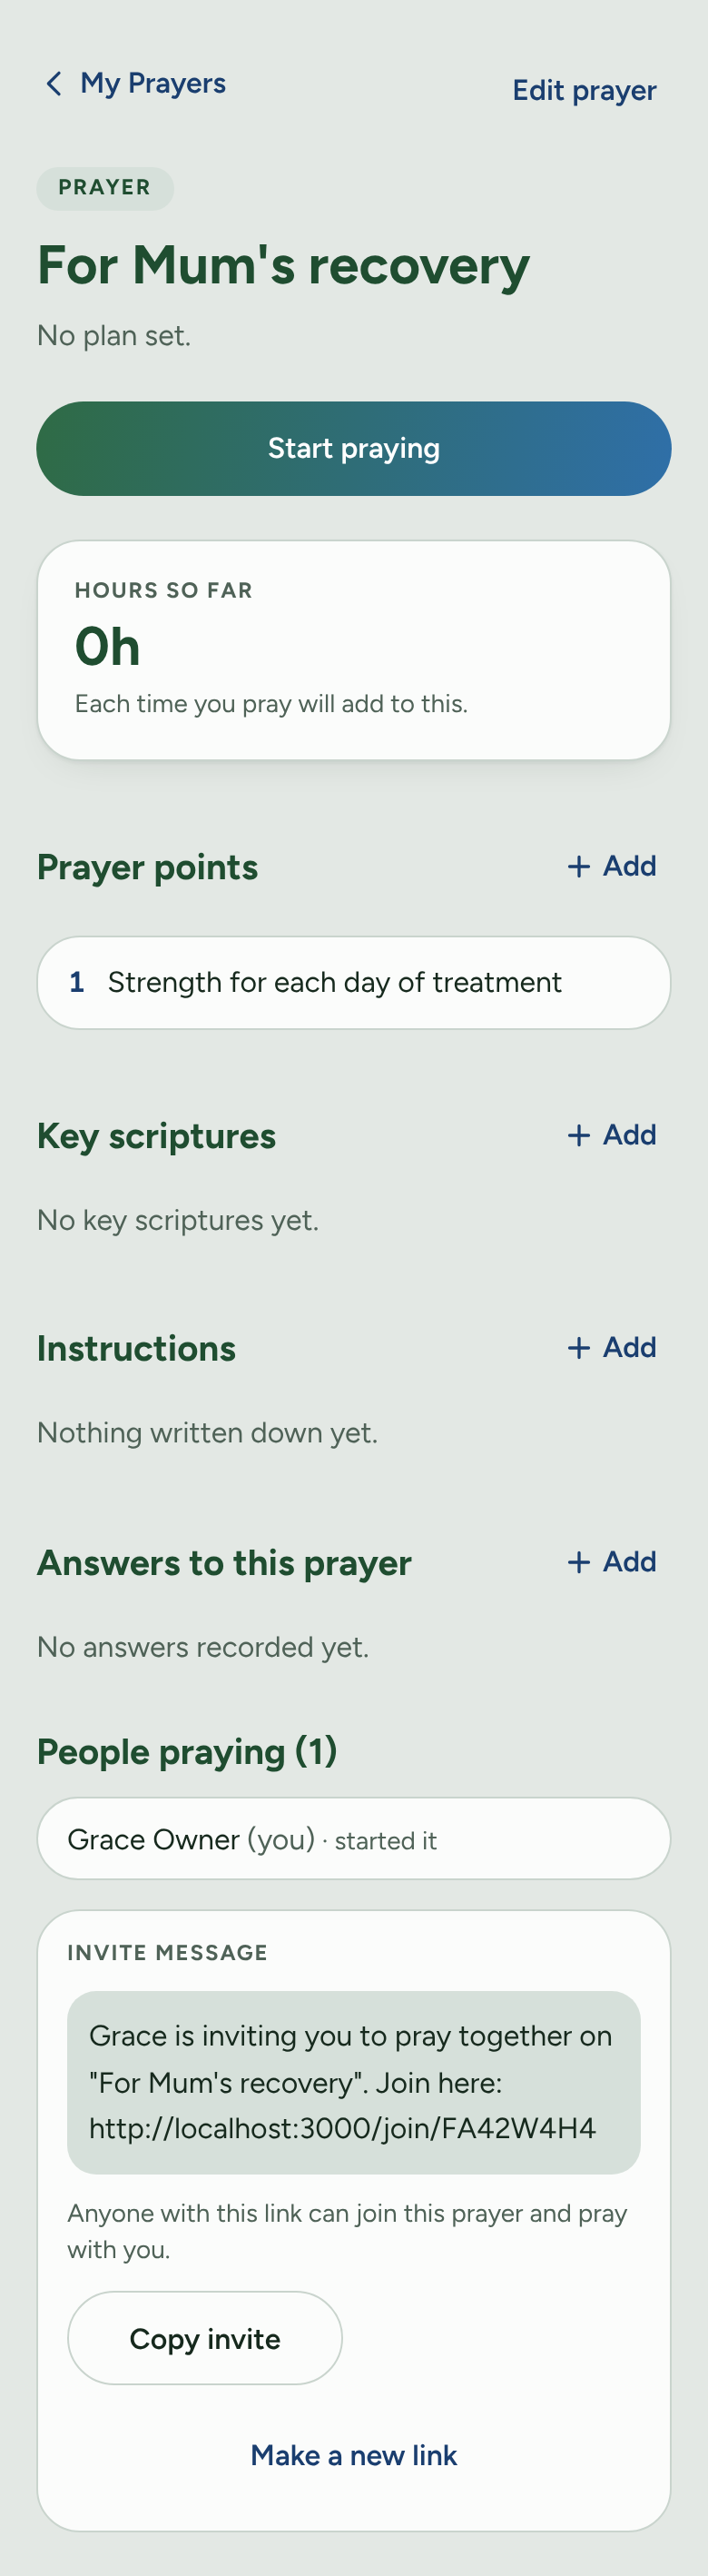 My Prayers
Edit prayer
PRAYER
For Mum's recovery
No plan set.
Start praying
HOURS SO FAR
0h
Each time you pray will add to this.
Prayer points
+ Add
1 Strength for each day of treatment
Key scriptures
+ Add
No key scriptures yet.
Instructions
+ Add
Nothing written down yet.
Answers to this prayer
+ Add
No answers recorded yet.
People praying (1)
Grace Owner (you) · started it
INVITE MESSAGE
Grace is inviting you to pray together on
"For Mum's recovery". Join here:
http://localhost:3000/join/FA42W4H4
Anyone with this link can join this prayer and pray
with you.
Copy invite
Make a new link